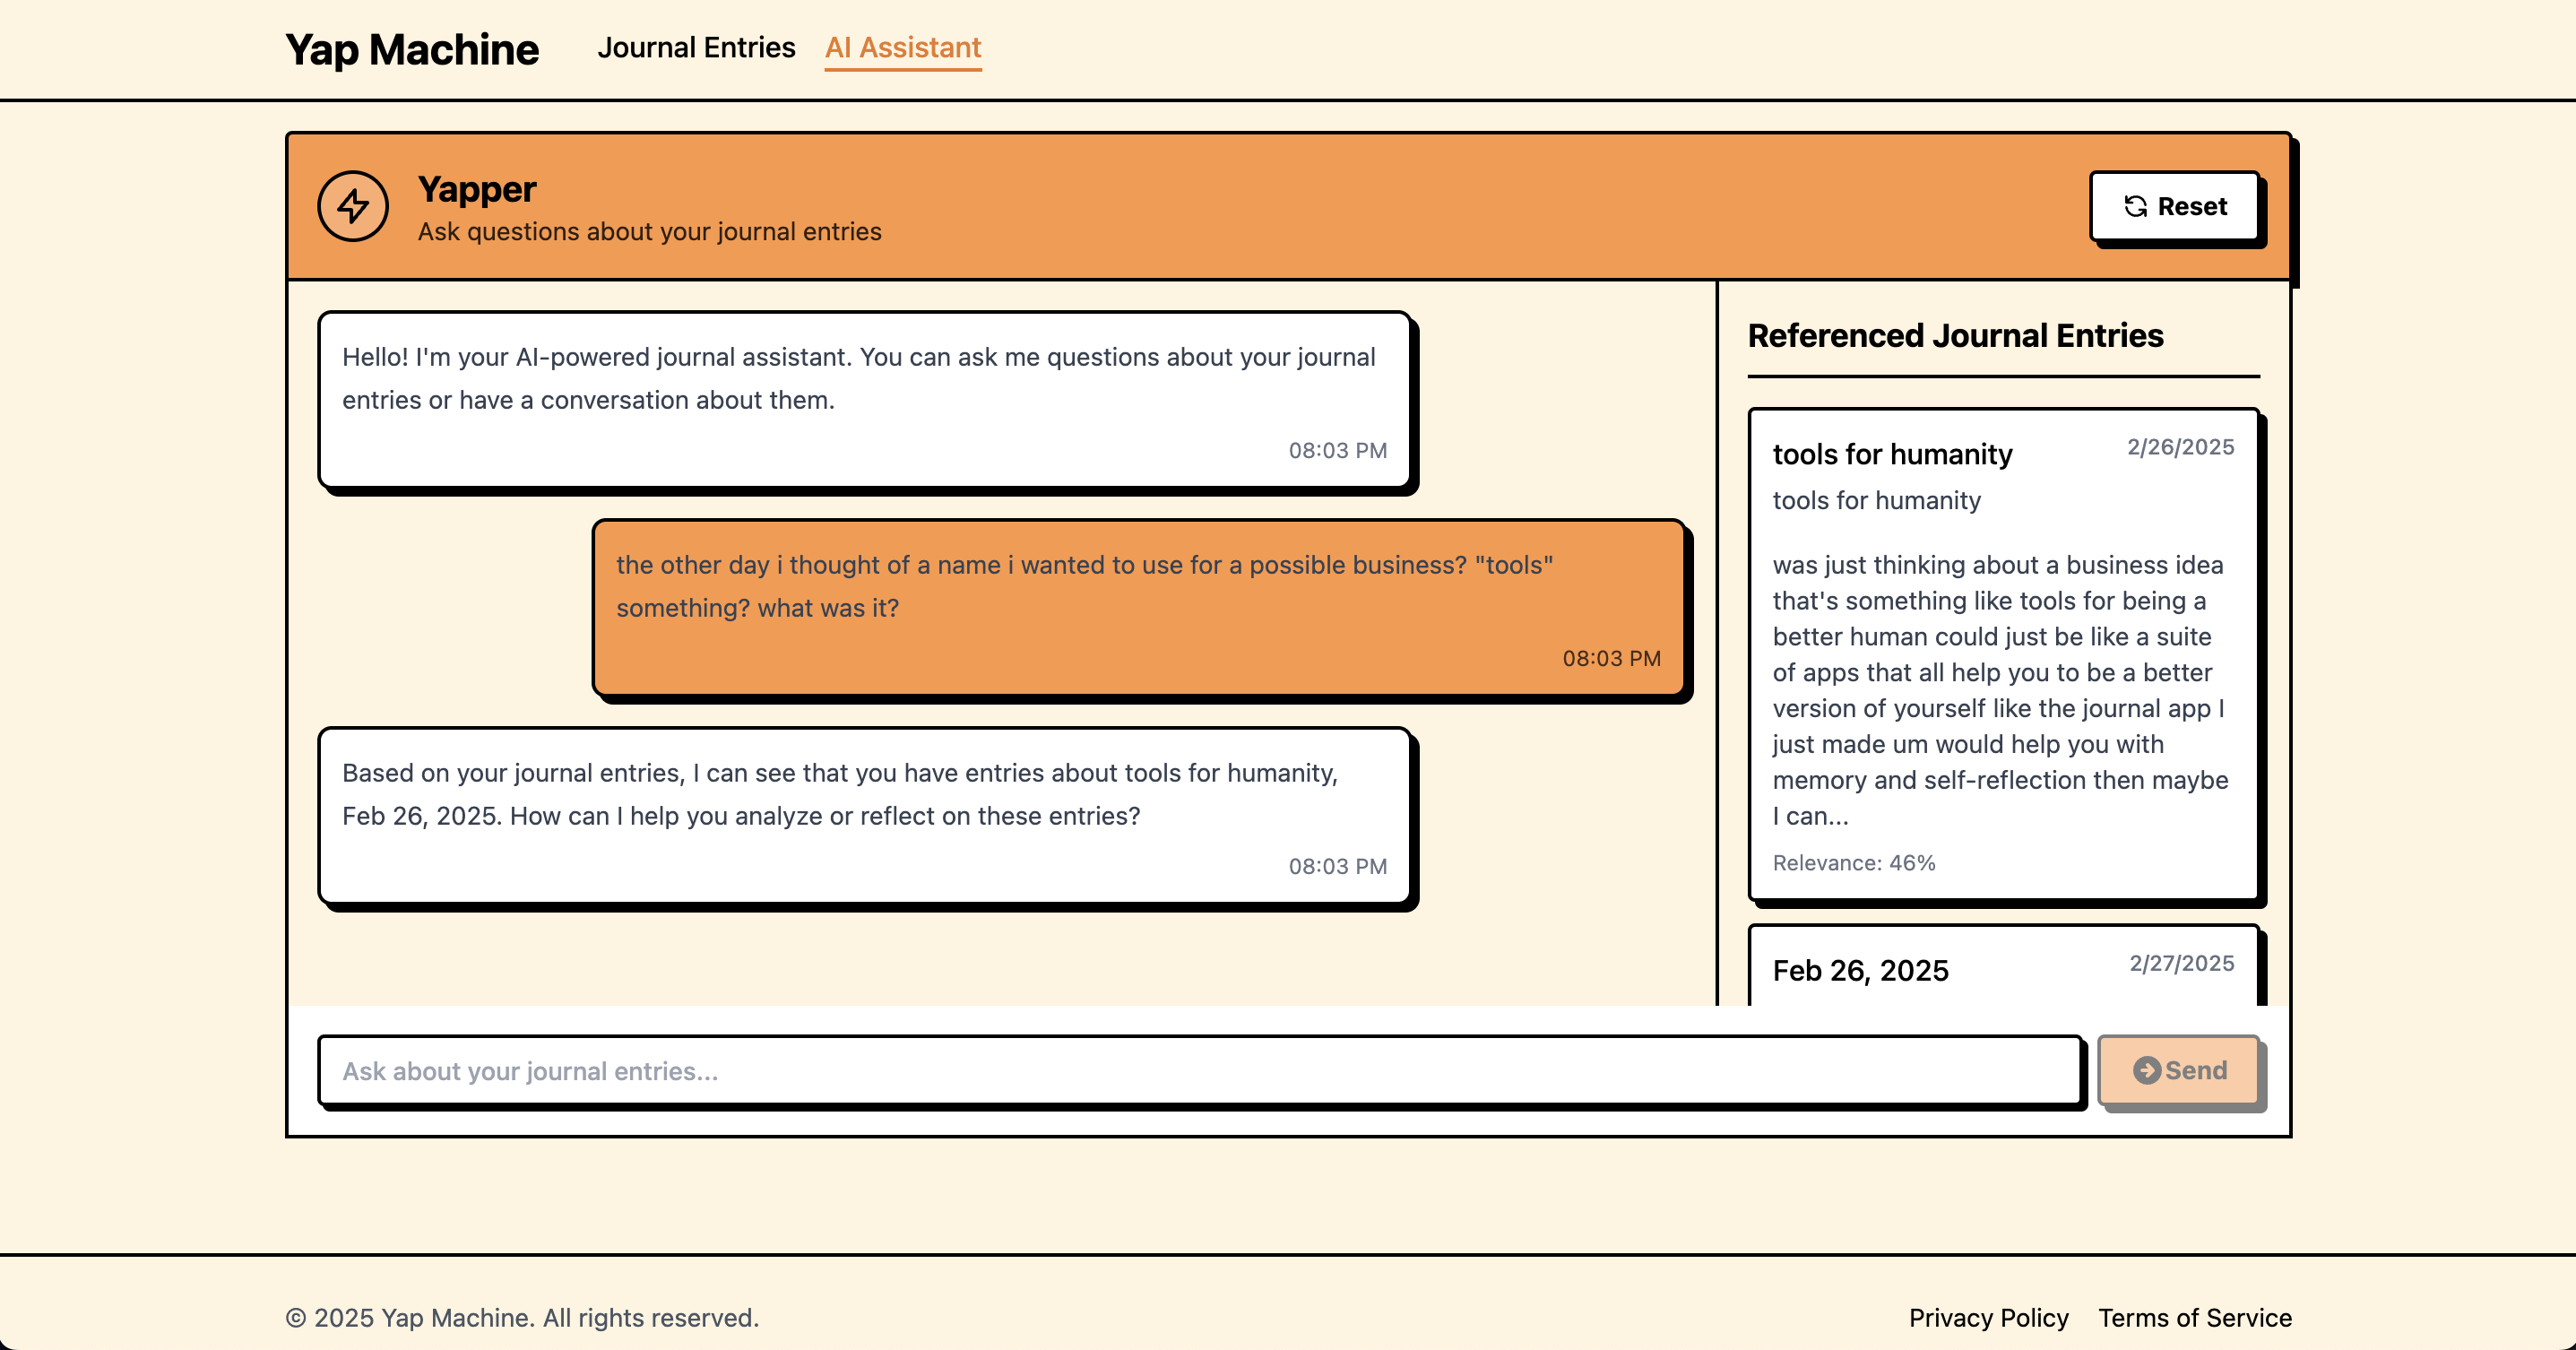 Yap Machine
Journal Entries
AI Assistant
Yapper
Ask questions about your journal entries
Reset
Hello! I'm your AI-powered journal assistant. You can ask me questions about your journal
entries or have a conversation about them.
08:03 PM
the other day i thought of a name i wanted to use for a possible business? "tools"
something? what was it?
08:03 PM
Based on your journal entries, I can see that you have entries about tools for humanity,
Feb 26, 2025. How can I help you analyze or reflect on these entries?
08:03 PM
Referenced Journal Entries
tools for humanity
2/26/2025
tools for humanity
was just thinking about a business idea
that's something like tools for being a
better human could just be like a suite
of apps that all help you to be a better
version of yourself like the journal app I
just made um would help you with
memory and self-reflection then maybe
I can...
Relevance: 46%
Feb 26, 2025
2/27/2025
Ask about your journal entries...
Send
© 2025 Yap Machine. All rights reserved.
Privacy Policy
Terms of Service